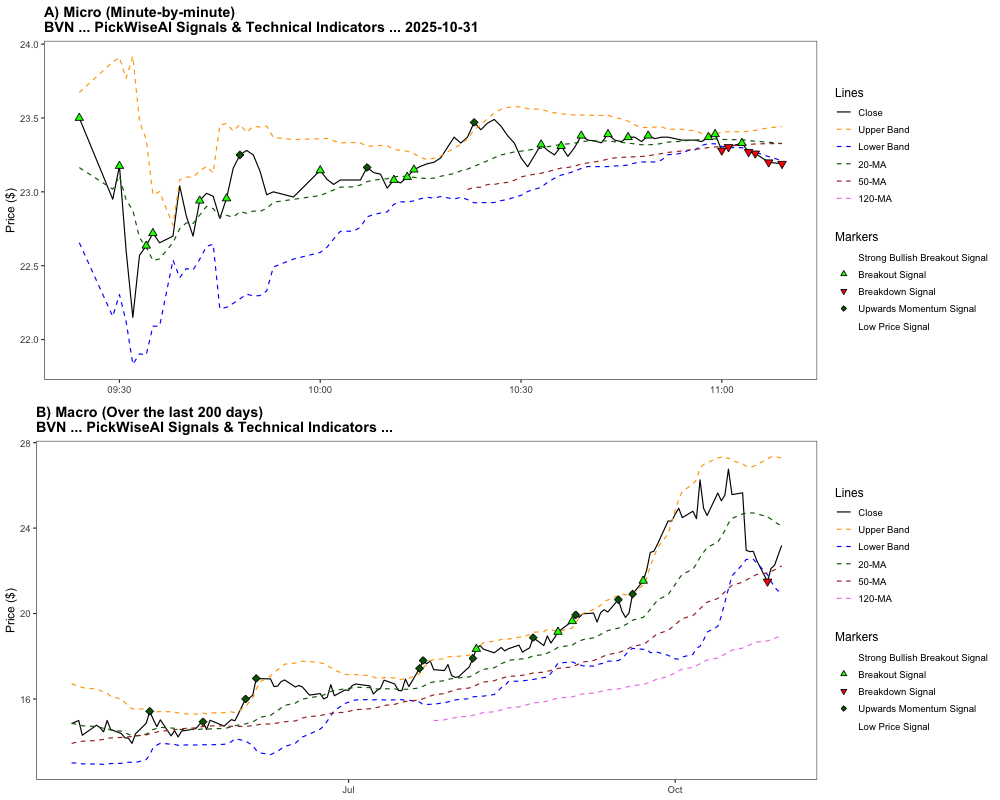 A) Micro (Minute-by-minute)
BVN ... PickWiseAI Signals & Technical Indicators ... 2025-10-31
24.0
23.5
23.0
22.5
22.0
Price ($)
09:30
10:00
10:30
11:00
Lines
Close
Upper Band
Lower Band
20-MA
50-MA
120-MA
Markers
Strong Bullish Breakout Signal
Breakout Signal
Breakdown Signal
Upwards Momentum Signal
Low Price Signal
B) Macro (Over the last 200 days)
BVN ... PickWiseAI Signals & Technical Indicators ...
28
24
20
16
Price ($)
Jul
Oct
Lines
Close
Upper Band
Lower Band
20-MA
50-MA
120-MA
Markers
Strong Bullish Breakout Signal
Breakout Signal
Breakdown Signal
Upwards Momentum Signal
Low Price Signal